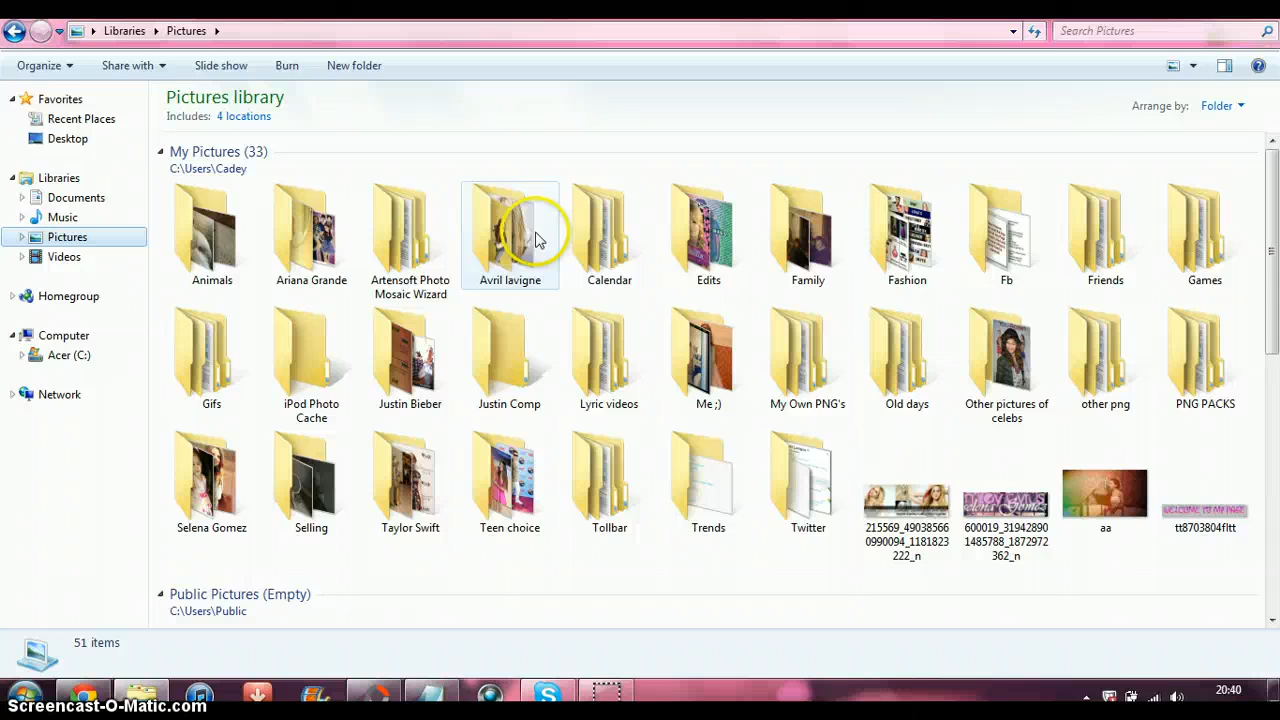 Libraries
Pictures
Search Pictures
Organize
Share with
Slide show
Burn
New folder
Favorites
Recent Places
Desktop
Libraries
Documents
Music
Pictures
Videos
Homegroup
Computer
Acer (C:)
Network
Pictures library
Includes: 4 locations
Arrange by: Folder
My Pictures (33)
C:\Users\Cadey
Animals
Ariana Grande
Artensoft Photo
Mosaic Wizard
Avril lavigne
Calendar
Edits
Family
Fashion
Fb
Friends
Games
Gifs
iPod Photo
Cache
Justin Bieber
Justin Comp
Lyric videos
Me ;)
My Own PNG's
Old days
Other pictures of
celebs
other png
PNG PACKS
Selena Gomez
Selling
Taylor Swift
Teen choice
Tollbar
Trends
Twitter
215569_49038566
0990094_1181823
222_n
600019_31942890
1485788_1872972
362_n
aa
WELCOME TO MY PAGE
tt8703804fltt
Public Pictures (Empty)
C:\Users\Public
51 items
20:40
Screencast-O-Matic.com